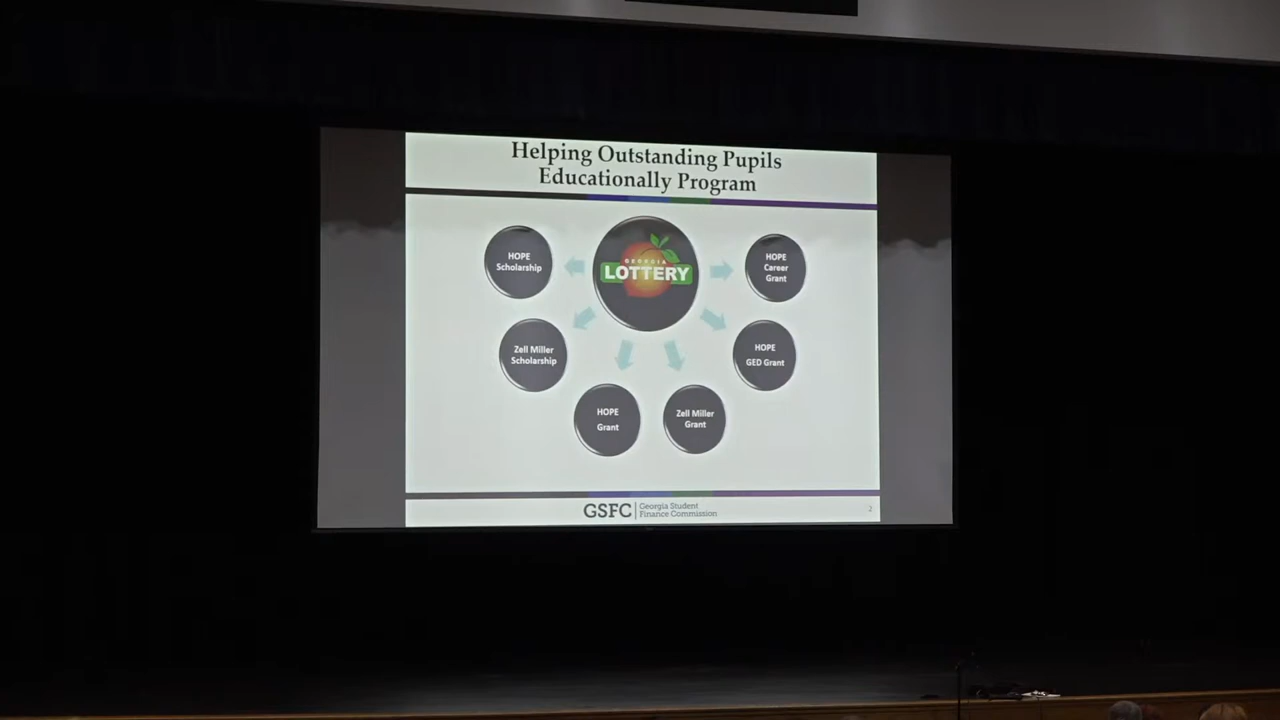 Helping Outstanding Pupils
Educationally Program
HOPE
Scholarship
GEORGIA
LOTTERY
HOPE
Career
Grant
Zell Miller
Scholarship
HOPE
GED Grant
HOPE
Grant
Zell Miller
Grant
GSFC
Georgia Student
Finance Commission
2